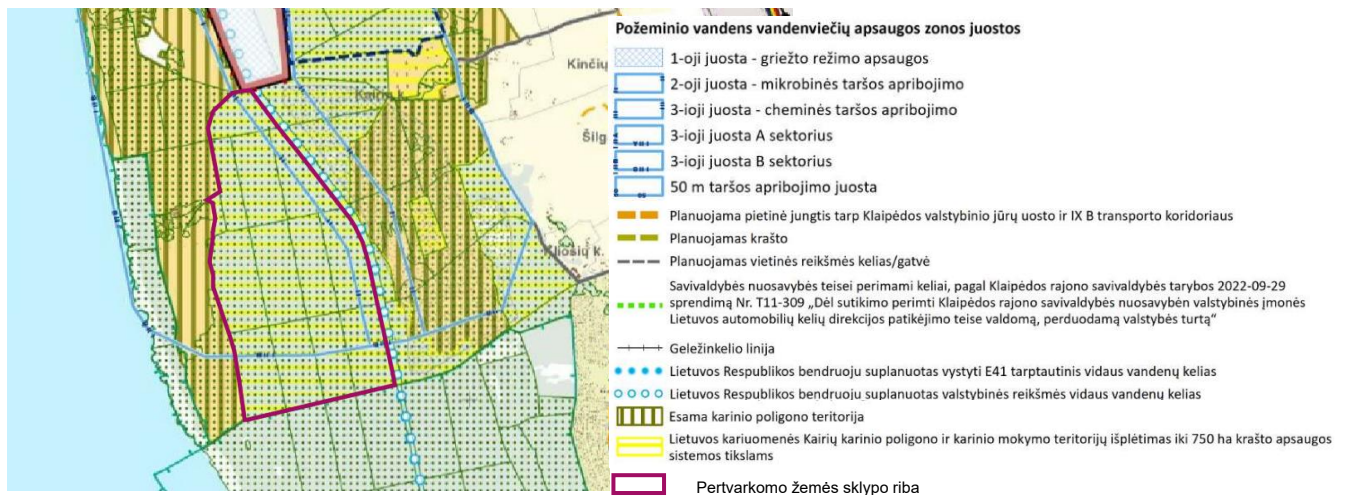 Kinčių
Kairių k.
Šilg
Kliošių k.
Požeminio vandens vandenviečių apsaugos zonos juostos
1-oji juosta - griežto režimo apsaugos
2-oji juosta - mikrobinės taršos apribojimo
3-ioji juosta - cheminės taršos apribojimo
3-ioji juosta A sektorius
3-ioji juosta B sektorius
50 m taršos apribojimo juosta
Planuojama pietinė jungtis tarp Klaipėdos valstybinio jūrų uosto ir IX B transporto koridoriaus
Planuojamas krašto
Planuojamas vietinės reikšmės kelias/gatvė
Savivaldybės nuosavybės teisei perimami keliai, pagal Klaipėdos rajono savivaldybės tarybos 2022-09-29
sprendimą Nr. T11-309 „Dėl sutikimo perimti Klaipėdos rajono savivaldybės nuosavybėn valstybinės įmonės
Lietuvos automobilių kelių direkcijos patikėjimo teise valdomą, perduodamą valstybės turtą“
Geležinkelio linija
Lietuvos Respublikos bendruoju suplanuotas vystyti E41 tarptautinis vidaus vandenų kelias
Lietuvos Respublikos bendruoju suplanuotas valstybinės reikšmės vidaus vandenų kelias
Esama karinio poligono teritorija
Lietuvos kariuomenės Kairių karinio poligono ir karinio mokymo teritorijų išplėtimas iki 750 ha krašto apsaugos
sistemos tikslams
Pertvarkomo žemės sklypo riba